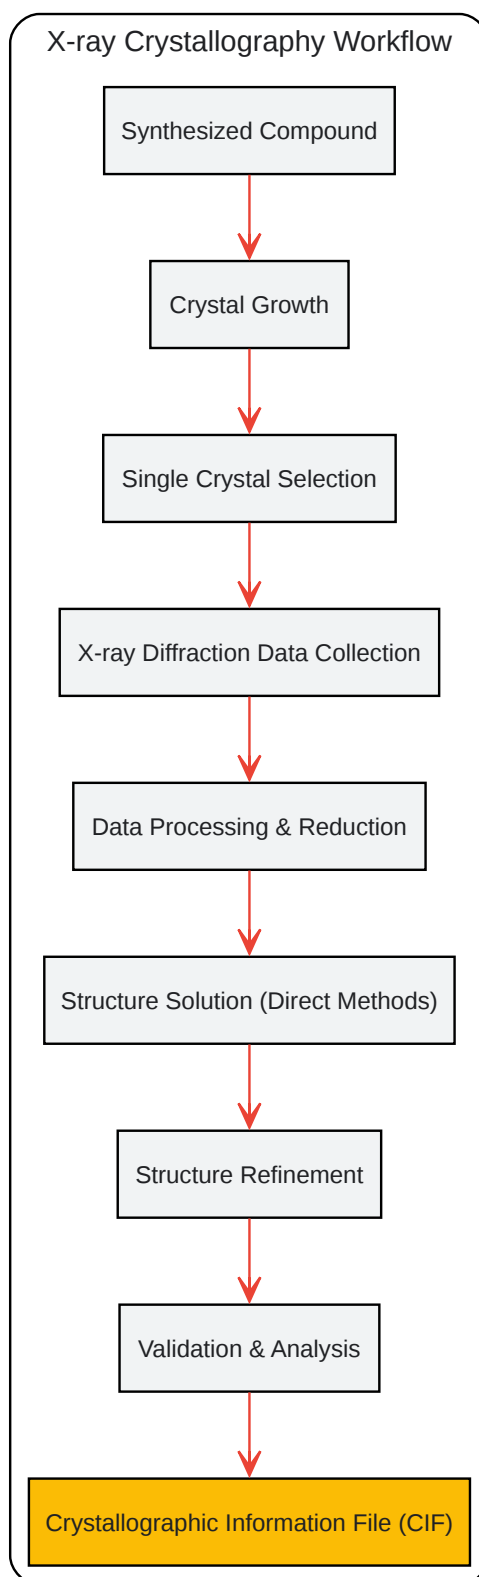 X-ray Crystallography Workflow
Synthesized Compound
Crystal Growth
Single Crystal Selection
X-ray Diffraction Data Collection
Data Processing & Reduction
Structure Solution (Direct Methods)
Structure Refinement
Validation & Analysis
Crystallographic Information File (CIF)